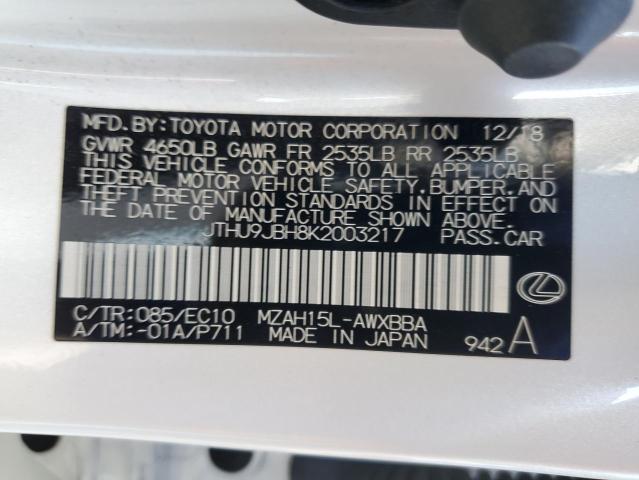 MFD. BY: TOYOTA MOTOR CORPORATION 12/18
GVWR 4650LB GAWR FR 2535LB RR 2535LB
THIS VEHICLE CONFORMS TO ALL APPLICABLE
FEDERAL MOTOR VEHICLE SAFETY, BUMPER, AND
THEFT PREVENTION STANDARDS IN EFFECT ON
THE DATE OF MANUFACTURE SHOWN ABOVE.
JTHU9JBH8K2003217 PASS.CAR
C/TR:085/EC10 MZAH15L-AWXBBA
A/TM:-01A/P711 MADE IN JAPAN 942 A